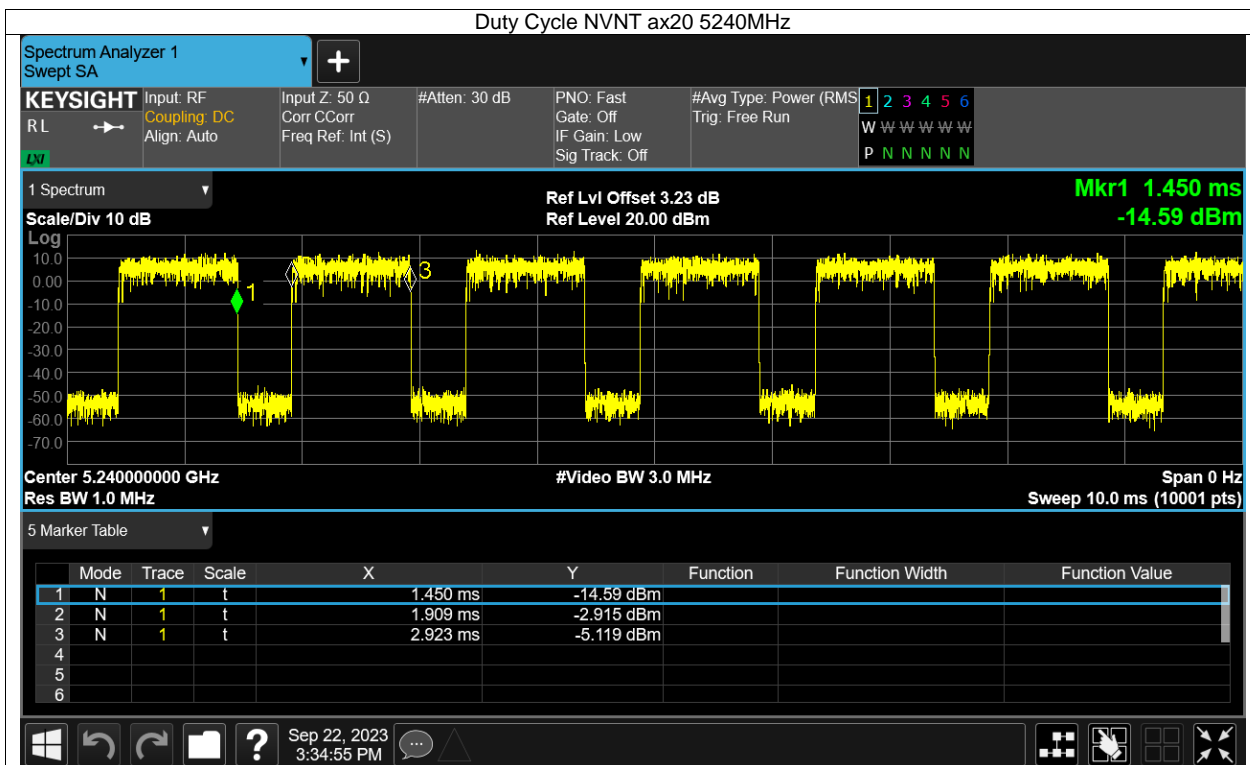 Duty Cycle NVNT ax20 5240MHz
Spectrum Analyzer 1
Swept SA
KEYSIGHT
RL
LXI
Input: RF
Coupling: DC
Align: Auto
Input Z: 50 Ω
Corr CCorr
Freq Ref: Int (S)
#Atten: 30 dB
PNO: Fast
Gate: Off
IF Gain: Low
Sig Track: Off
#Avg Type: Power (RMS
Trig: Free Run
1 2 3 4 5 6
W W W W W W
P N N N N N
1 Spectrum
Scale/Div 10 dB
Ref Lvl Offset 3.23 dB
Ref Level 20.00 dBm
Mkr1 1.450 ms
-14.59 dBm
Log
10.0
0.00
-10.0
-20.0
-30.0
-40.0
-50.0
-60.0
-70.0
1
3
Center 5.240000000 GHz
#Video BW 3.0 MHz
Span 0 Hz
Res BW 1.0 MHz
Sweep 10.0 ms (10001 pts)
5 Marker Table
Mode Trace Scale X Y Function Function Width Function Value
1 N 1 t 1.450 ms -14.59 dBm
2 N 1 t 1.909 ms -2.915 dBm
3 N 1 t 2.923 ms -5.119 dBm
4
5
6
?
Sep 22, 2023
3:34:55 PM